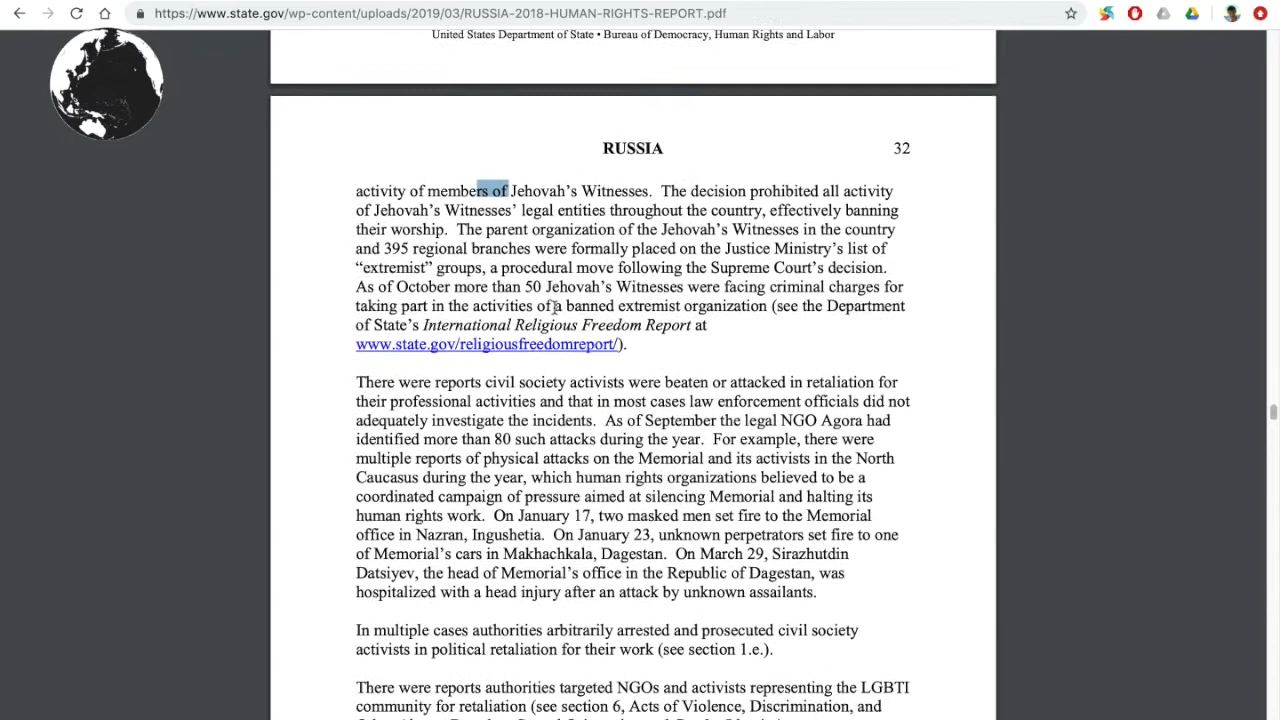 https://www.state.gov/wp-content/uploads/2019/03/RUSSIA-2018-HUMAN-RIGHTS-REPORT.pdf
United States Department of State • Bureau of Democracy, Human Rights and Labor
RUSSIA 32
activity of members of Jehovah’s Witnesses.  The decision prohibited all activity
of Jehovah’s Witnesses’ legal entities throughout the country, effectively banning
their worship.  The parent organization of the Jehovah’s Witnesses in the country
and 395 regional branches were formally placed on the Justice Ministry’s list of
“extremist” groups, a procedural move following the Supreme Court’s decision.
As of October more than 50 Jehovah’s Witnesses were facing criminal charges for
taking part in the activities of a banned extremist organization (see the Department
of State’s International Religious Freedom Report at
www.state.gov/religiousfreedomreport/).
There were reports civil society activists were beaten or attacked in retaliation for
their professional activities and that in most cases law enforcement officials did not
adequately investigate the incidents.  As of September the legal NGO Agora had
identified more than 80 such attacks during the year.  For example, there were
multiple reports of physical attacks on the Memorial and its activists in the North
Caucasus during the year, which human rights organizations believed to be a
coordinated campaign of pressure aimed at silencing Memorial and halting its
human rights work.  On January 17, two masked men set fire to the Memorial
office in Nazran, Ingushetia.  On January 23, unknown perpetrators set fire to one
of Memorial’s cars in Makhachkala, Dagestan.  On March 29, Sirazhutdin
Datsiyev, the head of Memorial’s office in the Republic of Dagestan, was
hospitalized with a head injury after an attack by unknown assailants.
In multiple cases authorities arbitrarily arrested and prosecuted civil society
activists in political retaliation for their work (see section 1.e.).
There were reports authorities targeted NGOs and activists representing the LGBTI
community for retaliation (see section 6, Acts of Violence, Discrimination, and